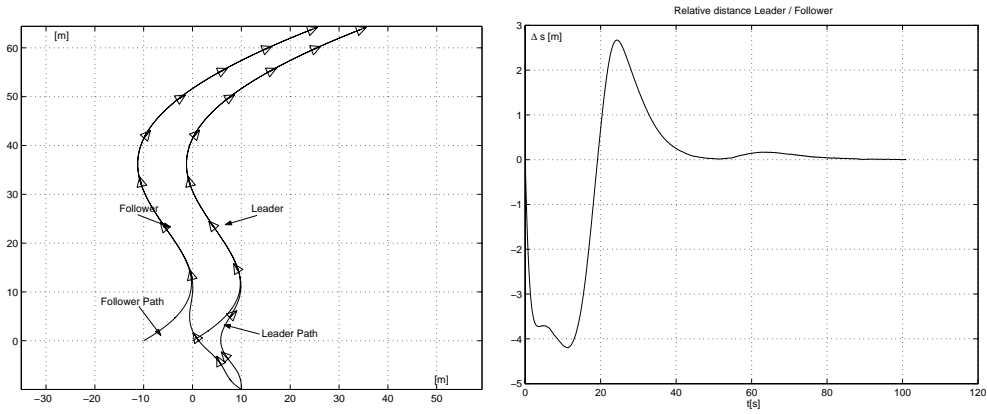 [m]
60
50
40
30
20
10
0
Follower
Leader
Follower Path
Leader Path
[m]
−30 −20 −10 0 10 20 30 40 50
Relative distance Leader / Follower
Δ s [m]
3
2
1
0
−1
−2
−3
−4
−5
0 20 40 60 80 100 120
t[s]